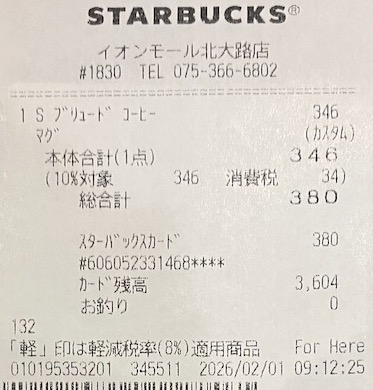 STARBUCKS®
イオンモール北大路店
#1830 TEL 075-366-6802
1 S ﾌﾞﾘｭｰﾄﾞ ｺｰﾋｰ 346
ﾏｸﾞ (ｶｽﾀﾑ)
本体合計(1点) 346
(10%対象 346 消費税 34)
総合計 380
ｽﾀｰﾊﾞｯｸｽｶｰﾄﾞ 380
#606052331468****
ｶｰﾄﾞ残高 3,604
お釣り 0
132
「軽」印は軽減税率(8%)適用商品 For Here
010195353201 345511 2026/02/01 09:12:25